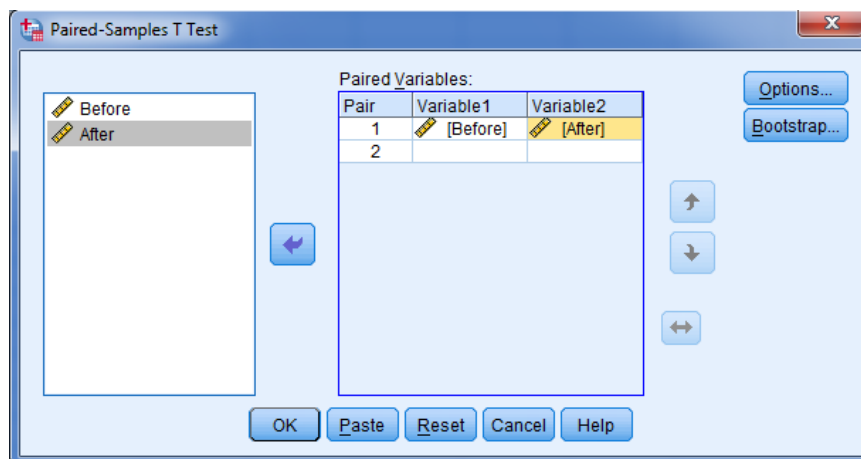 Paired-Samples T Test
x
Before
After
Paired Variables:
Pair Variable1 Variable2
1 [Before] [After]
2
Options...
Bootstrap...
OK Paste Reset Cancel Help